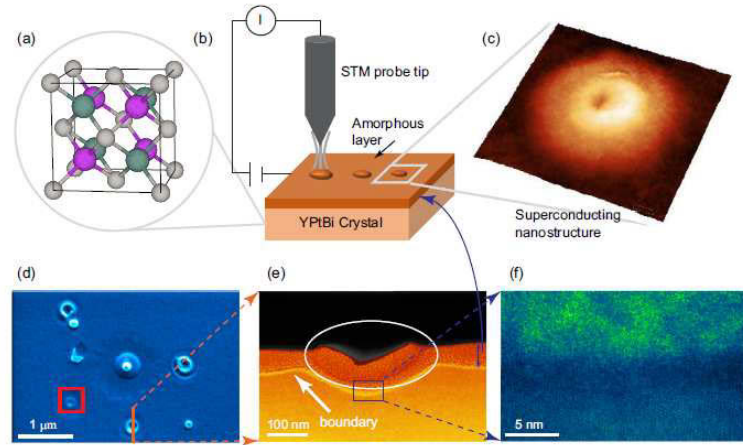 (a)
(b)
I
(c)
STM probe tip
Amorphous
layer
YPtBi Crystal
Superconducting
nanostructure
(d)
(e)
(f)
1 μm
100 nm
boundary
5 nm